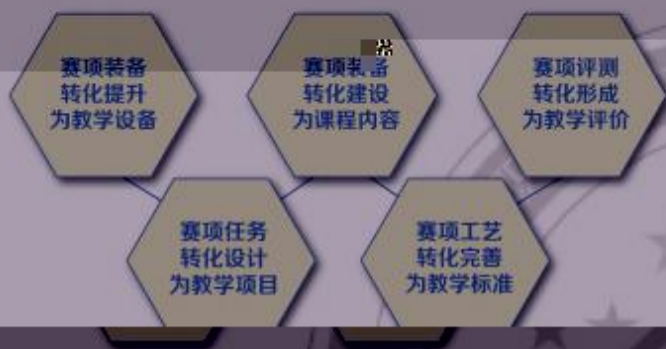 赛项装备
转化提升
为教学设备
赛项装备
转化建设
为课程内容
赛项评测
转化形成
为教学评价
赛项任务
转化设计
为教学项目
赛项工艺
转化完善
为教学标准